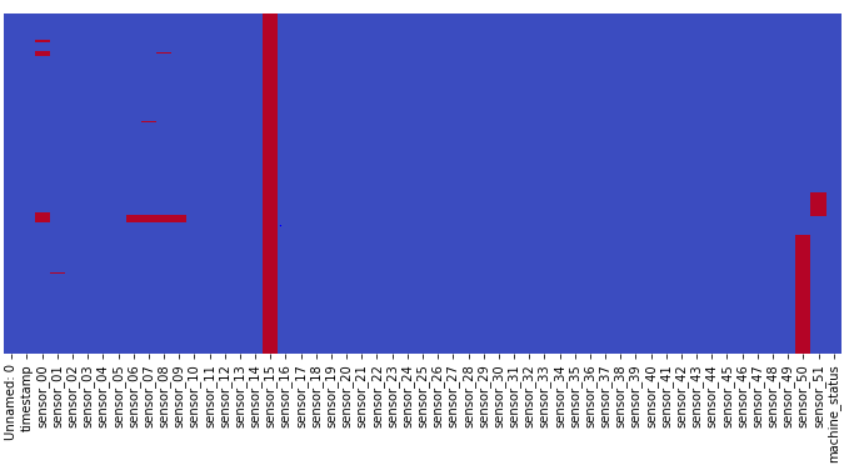 Unnamed: 0
timestamp
sensor_00
sensor_01
sensor_02
sensor_03
sensor_04
sensor_05
sensor_06
sensor_07
sensor_08
sensor_09
sensor_10
sensor_11
sensor_12
sensor_13
sensor_14
sensor_15
sensor_16
sensor_17
sensor_18
sensor_19
sensor_20
sensor_21
sensor_22
sensor_23
sensor_24
sensor_25
sensor_26
sensor_27
sensor_28
sensor_29
sensor_30
sensor_31
sensor_32
sensor_33
sensor_34
sensor_35
sensor_36
sensor_37
sensor_38
sensor_39
sensor_40
sensor_41
sensor_42
sensor_43
sensor_44
sensor_45
sensor_46
sensor_47
sensor_48
sensor_49
sensor_50
sensor_51
machine_status